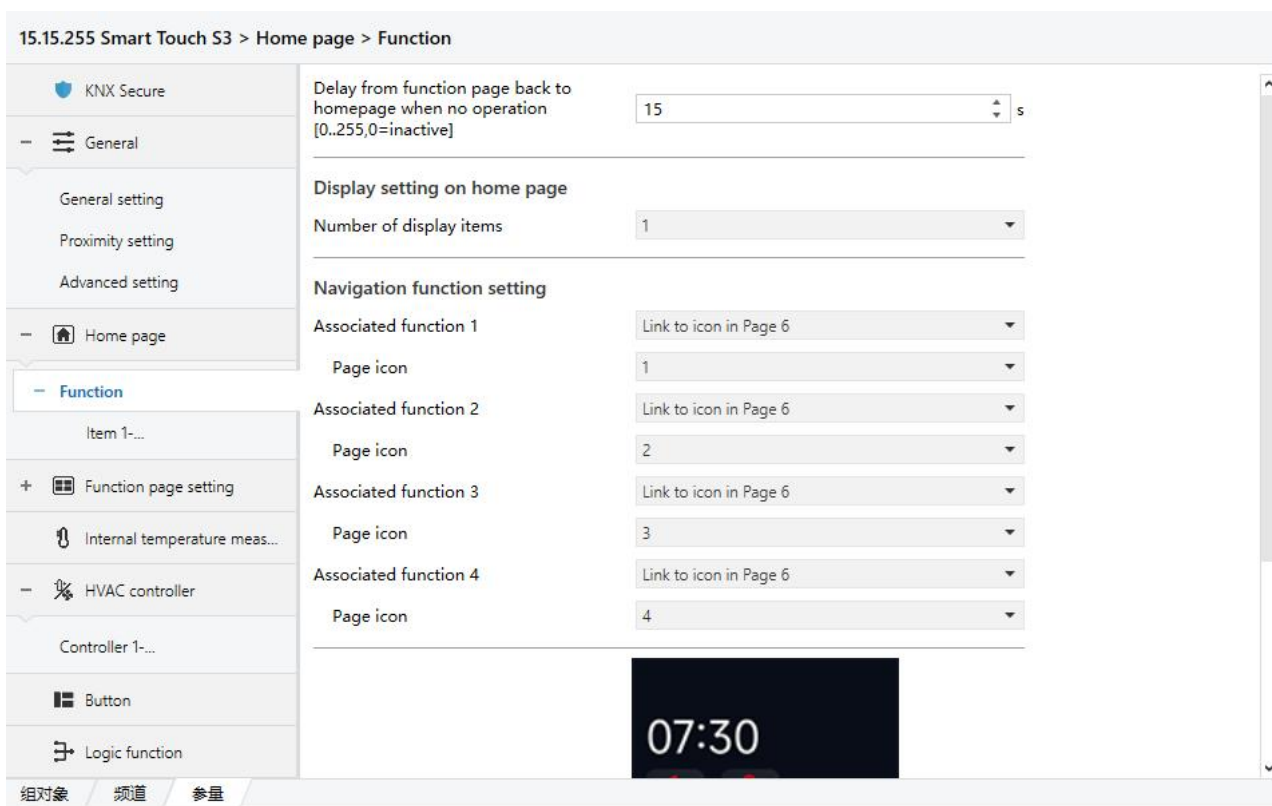 15.15.255 Smart Touch S3 > Home page > Function
KNX Secure
General
General setting
Proximity setting
Advanced setting
Home page
Function
Item 1-...
Function page setting
Internal temperature meas...
HVAC controller
Controller 1-...
Button
Logic function
Delay from function page back to
homepage when no operation
[0..255,0=inactive]
15 s
Display setting on home page
Number of display items 1
Navigation function setting
Associated function 1 Link to icon in Page 6
Page icon 1
Associated function 2 Link to icon in Page 6
Page icon 2
Associated function 3 Link to icon in Page 6
Page icon 3
Associated function 4 Link to icon in Page 6
Page icon 4
07:30
组对象 频道 参量